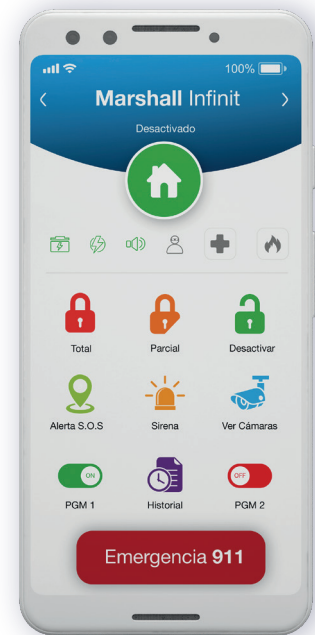 100%
Marshall Infinit
Desactivado
Total
Parcial
Desactivar
Alerta S.O.S
Sirena
Ver Cámaras
ON
OFF
PGM 1
Historial
PGM 2
Emergencia 911